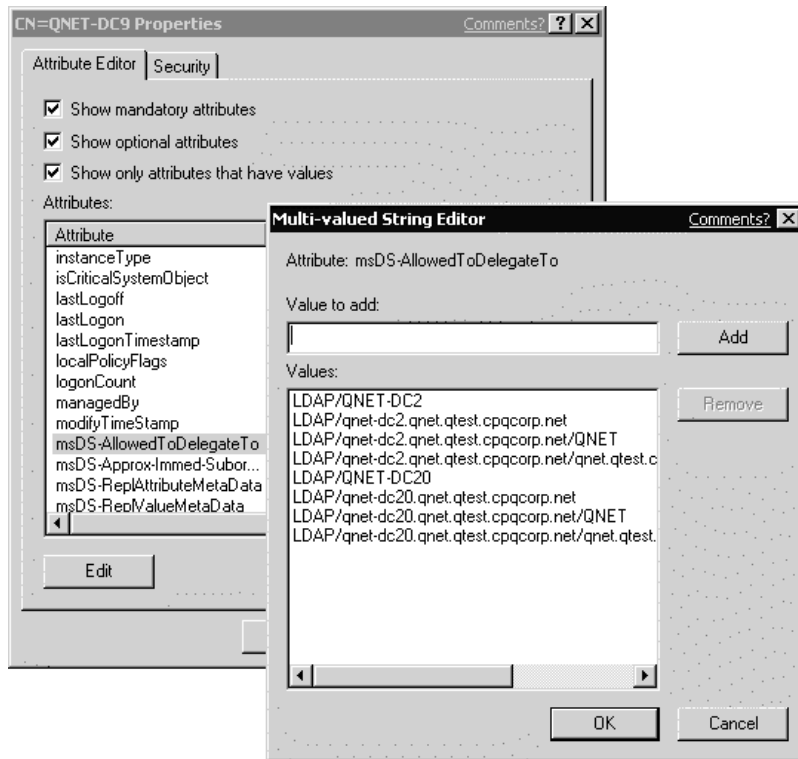 CN=QNET-DC9 Properties
Comments?
Attribute Editor
Security
Show mandatory attributes
Show optional attributes
Show only attributes that have values
Attributes:
Attribute
instanceType
isCriticalSystemObject
lastLogoff
lastLogon
lastLogonTimestamp
localPolicyFlags
logonCount
managedBy
modifyTimeStamp
msDS-AllowedToDelegateTo
msDS-Approx-Immed-Subor...
msDS-ReplAttributeMetaData
msDS-ReplValueMetaData
Edit
Multi-valued String Editor
Comments?
Attribute: msDS-AllowedToDelegateTo
Value to add:
Add
Values:
LDAP/QNET-DC2
LDAP/qnet-dc2.qnet.qtest.cpqcorp.net
LDAP/qnet-dc2.qnet.qtest.cpqcorp.net/QNET
LDAP/qnet-dc2.qnet.qtest.cpqcorp.net/qnet.qtest.c
LDAP/QNET-DC20
LDAP/qnet-dc20.qnet.qtest.cpqcorp.net
LDAP/qnet-dc20.qnet.qtest.cpqcorp.net/QNET
LDAP/qnet-dc20.qnet.qtest.cpqcorp.net/qnet.qtest.
Remove
OK
Cancel